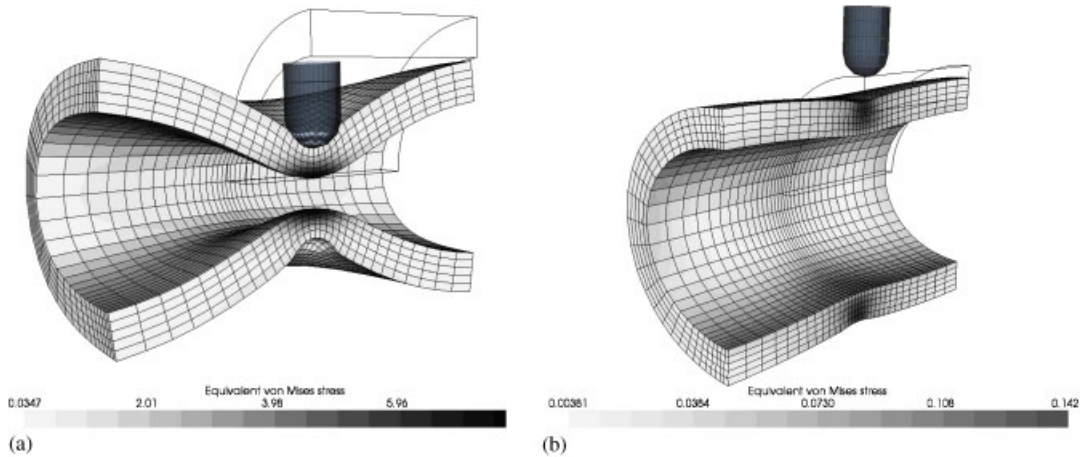 Equivalent von Mises stress
0.0347 2.01 3.98 5.96
(a)
Equivalent von Mises stress
0.00381 0.0384 0.0730 0.108 0.142
(b)